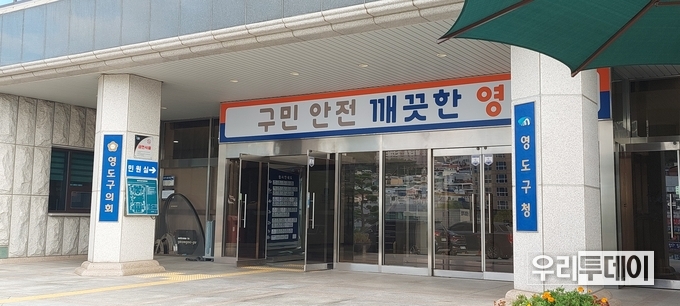 구민 안전 깨끗한 영
영도구의회
민원실→
영도구청
우리투데이